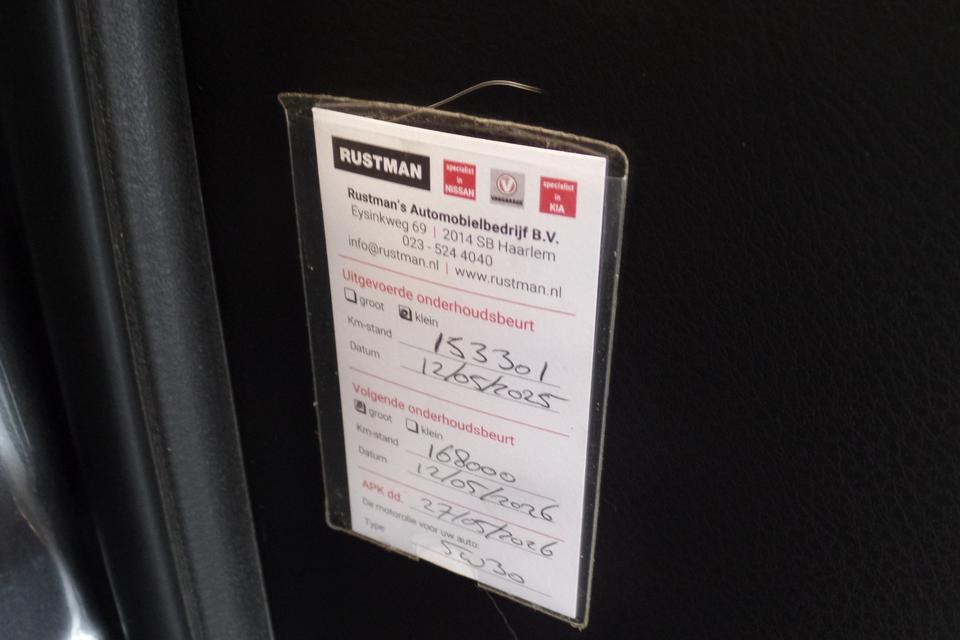 RUSTMAN
specialist
in
NISSAN
VAKGARAGE
specialist
in
KIA
Rustman's Automobielbedrijf B.V.
Eysinkweg 69 | 2014 SB Haarlem
023 - 524 4040
info@rustman.nl | www.rustman.nl
Uitgevoerde onderhoudsbeurt
groot klein
Km-stand 153301
Datum 12/05/2025
Volgende onderhoudsbeurt
groot klein
Km-stand 168000
Datum 12/05/2026
APK dd. 27/05/2026
De motorolie voor uw auto:
Type 5W30